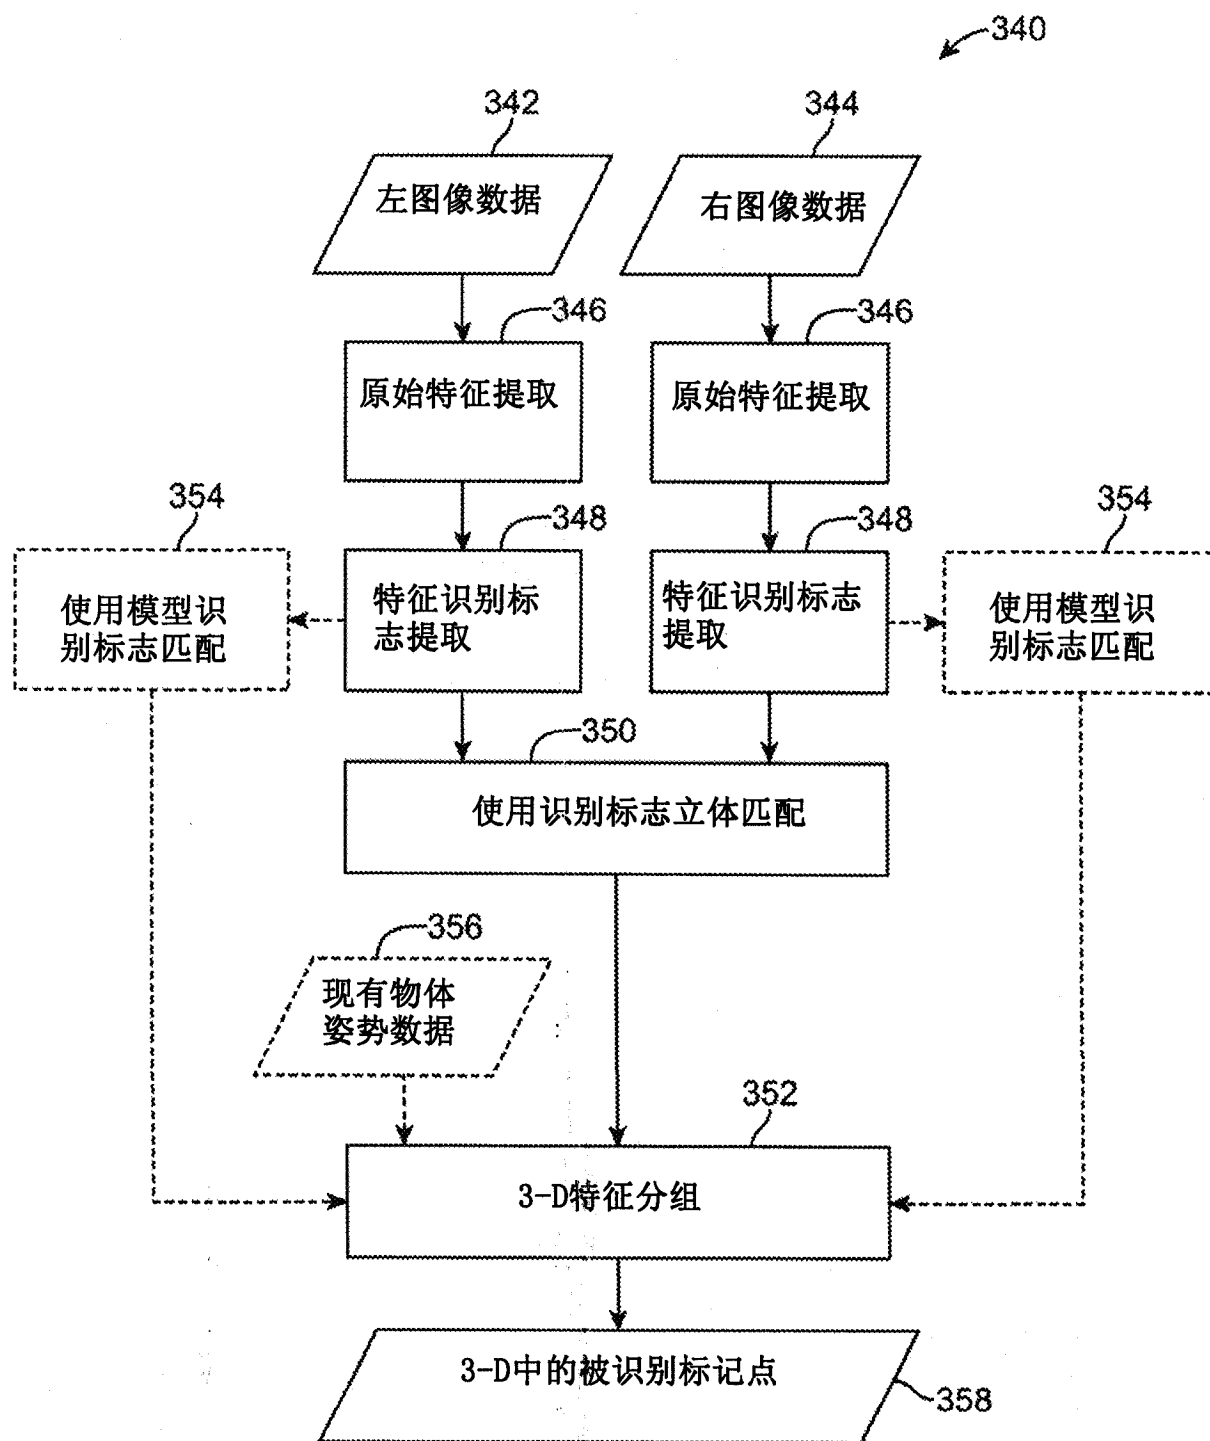 340
342
344
左图像数据
右图像数据
346
346
原始特征提取
原始特征提取
354
348
348
354
使用模型识
别标志匹配
特征识别标
志提取
特征识别标志
提取
使用模型识
别标志匹配
350
使用识别标志立体匹配
356
现有物体
姿势数据
352
3-D特征分组
3-D中的被识别标记点
358